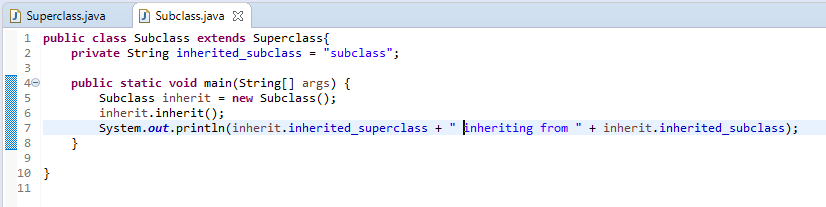 Superclass.java Subclass.java
1 public class Subclass extends Superclass{
2 private String inherited_subclass = "subclass";
3
4 public static void main(String[] args) {
5 Subclass inherit = new Subclass();
6 inherit.inherit();
7 System.out.println(inherit.inherited_superclass + " inheriting from " + inherit.inherited_subclass);
8 }
9
10 }
11